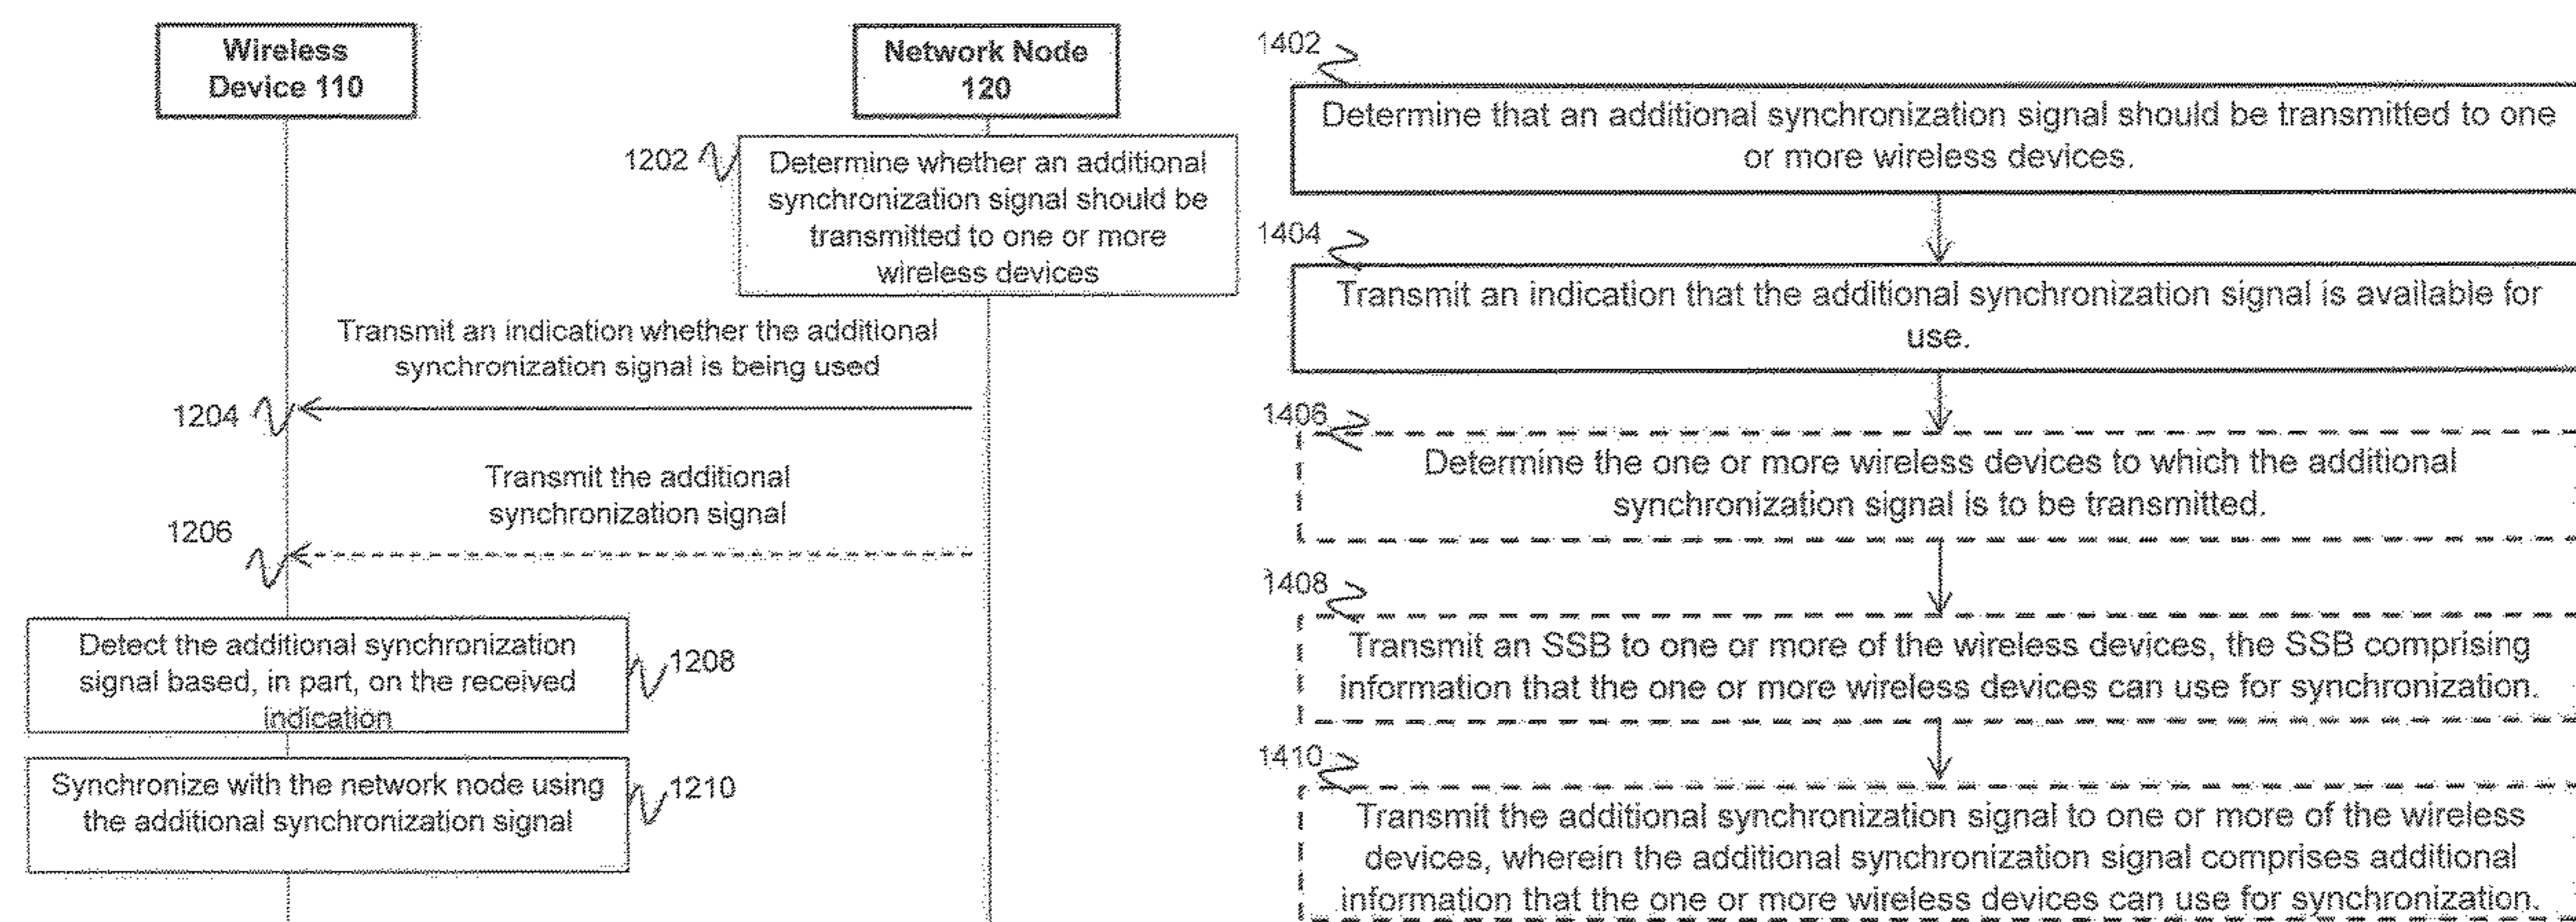 Wireless
Device 110
Network Node
120
1202
Determine whether an additional
synchronization signal should be
transmitted to one or more
wireless devices
Transmit an indication whether the additional
synchronization signal is being used
1204
Transmit the additional
synchronization signal
1206
Detect the additional synchronization
signal based, in part, on the received
indication
1208
Synchronize with the network node using
the additional synchronization signal
1210
1402
Determine that an additional synchronization signal should be transmitted to one
or more wireless devices.
1404
Transmit an indication that the additional synchronization signal is available for
use.
1406
Determine the one or more wireless devices to which the additional
synchronization signal is to be transmitted.
1408
Transmit an SSB to one or more of the wireless devices, the SSB comprising
information that the one or more wireless devices can use for synchronization.
1410
Transmit the additional synchronization signal to one or more of the wireless
devices, wherein the additional synchronization signal comprises additional
information that the one or more wireless devices can use for synchronization.